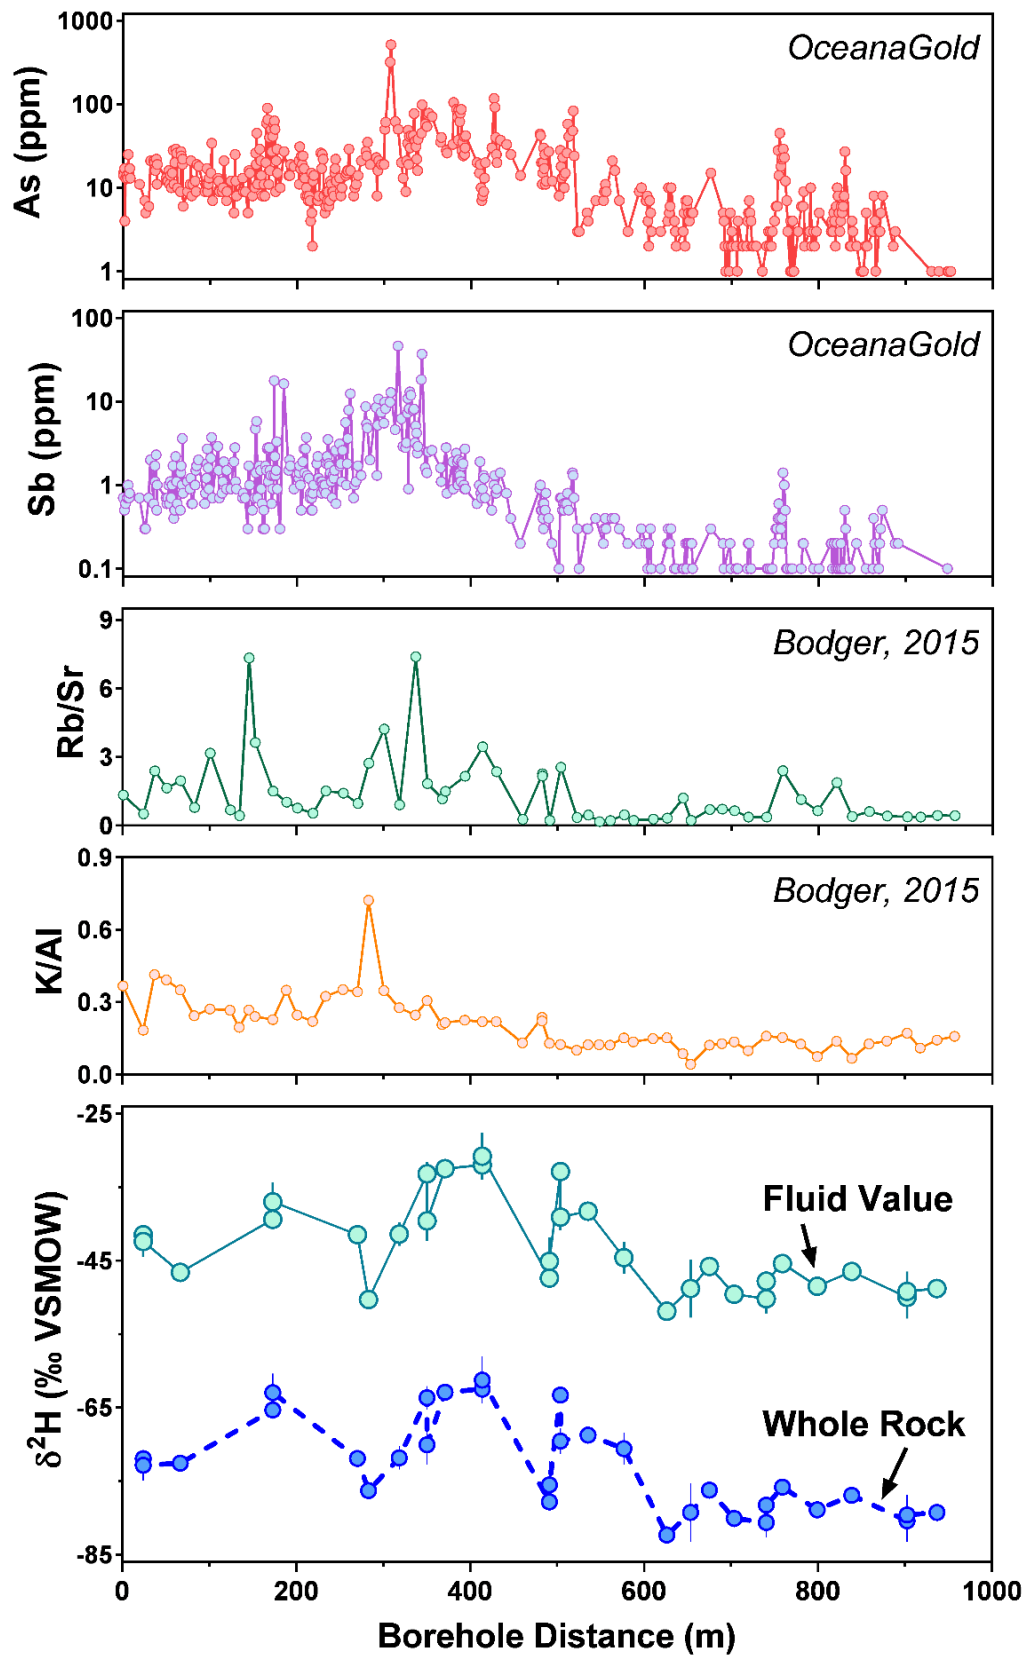 1000
100
10
1
As (ppm)
OceanaGold
100
10
1
0.1
Sb (ppm)
OceanaGold
9
6
3
0
Rb/Sr
Bodger, 2015
0.9
0.6
0.3
0.0
K/Al
Bodger, 2015
-25
-45
-65
-85
δ²H (‰ VSMOW)
Fluid Value
Whole Rock
0 200 400 600 800 1000
Borehole Distance (m)